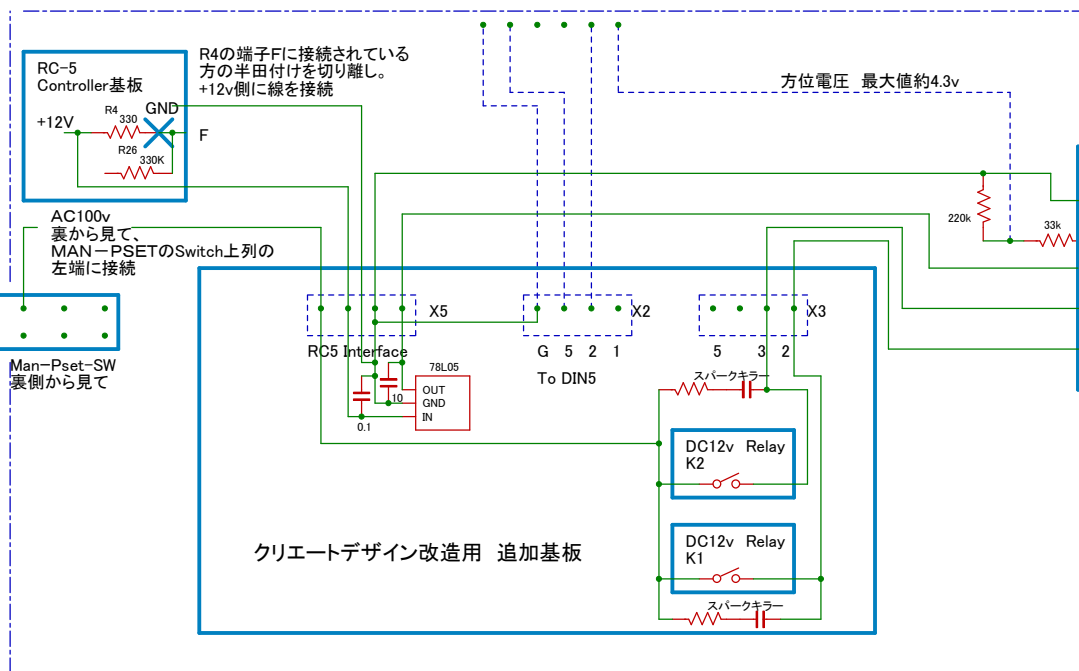 R4の端子Fに接続されている
方の半田付けを切り離し。
+12v側に線を接続
RC-5
Controller基板
R4
330
GND
+12V
F
R26
330K
方位電圧 最大値約4.3v
220k
33k
AC100v
裏から見て、
MAN-PSETのSwitch上列の
左端に接続
Man-Pset-SW
裏側から見て
X5
X2
X3
RC5 Interface
G 5 2 1
5 3 2
To DIN5
78L05
OUT
GND
IN
10
0.1
スパークキラー
DC12v Relay
K2
DC12v Relay
K1
スパークキラー
クリエートデザイン改造用 追加基板